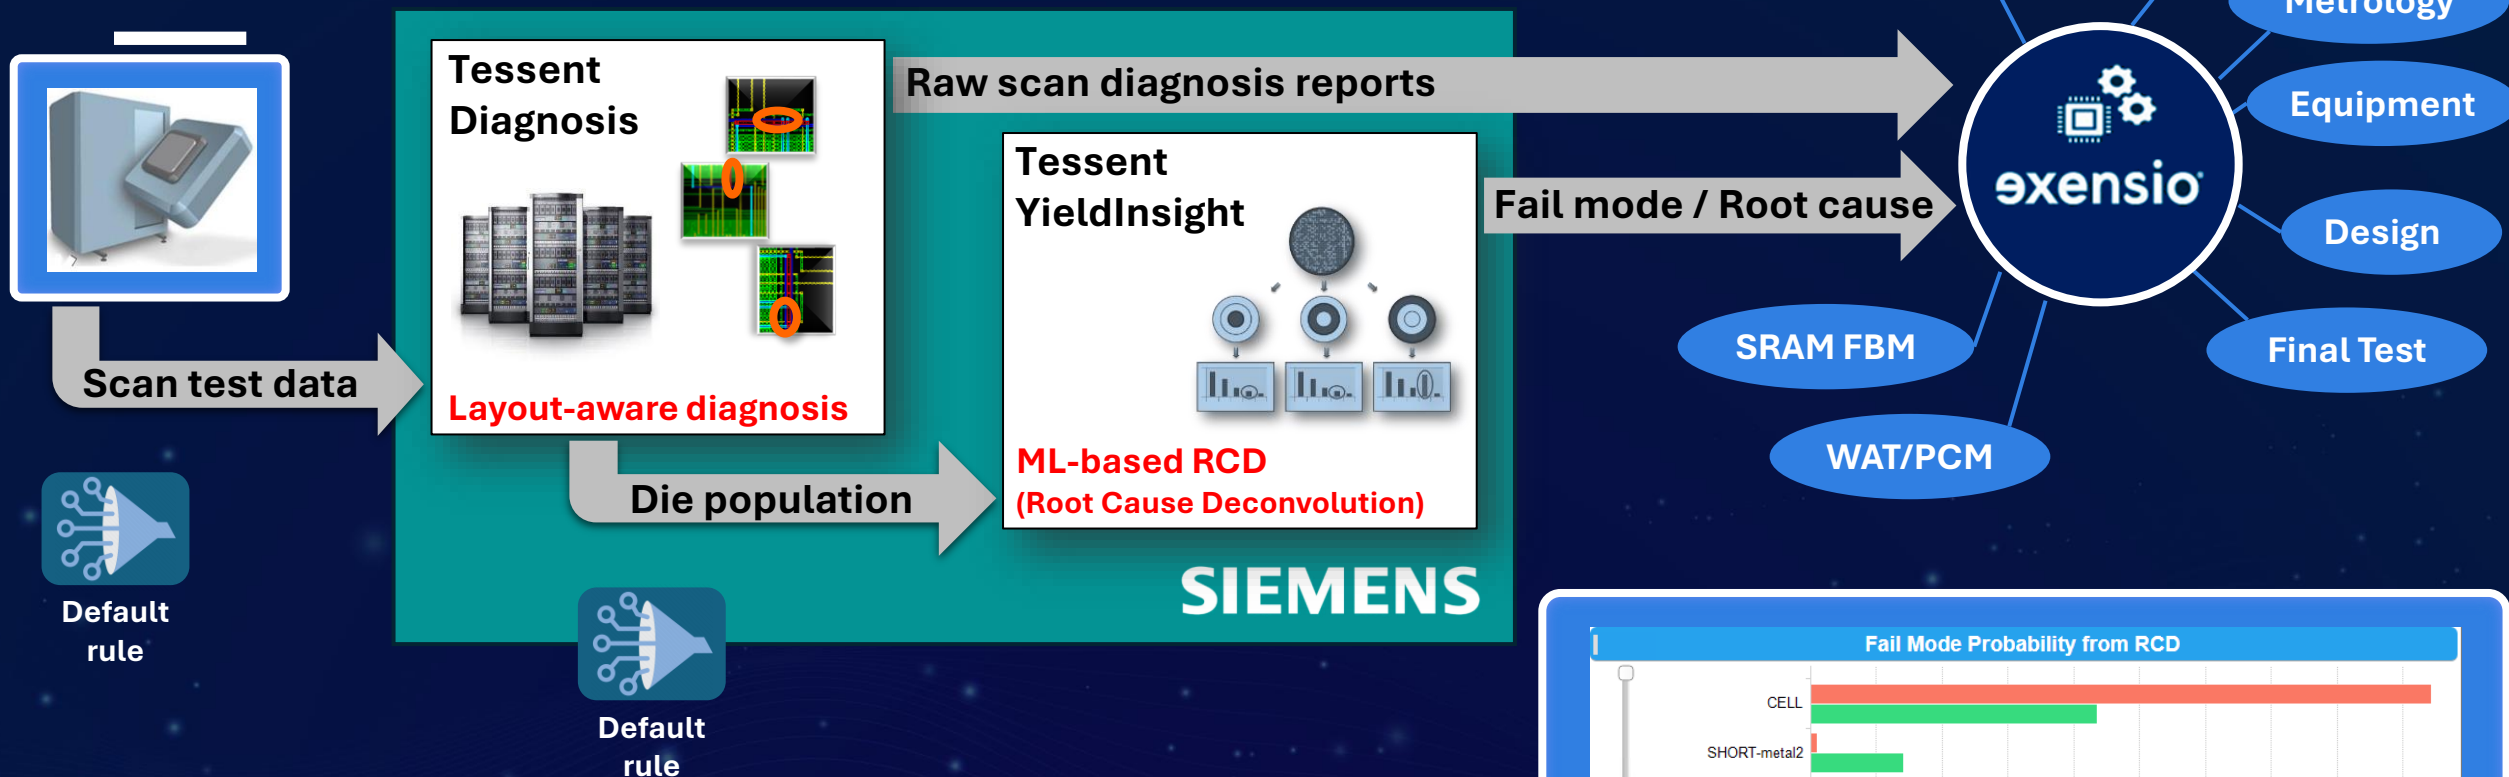 Tessent
Diagnosis
Layout-aware diagnosis
Scan test data
Raw scan diagnosis reports
Tessent
YieldInsight
ML-based RCD
(Root Cause Deconvolution)
Die population
Fail mode / Root cause
SIEMENS
exensio
Metrology
Equipment
Design
Final Test
SRAM FBM
WAT/PCM
Default
rule
Default
rule
Fail Mode Probability from RCD
CELL
SHORT-metal2